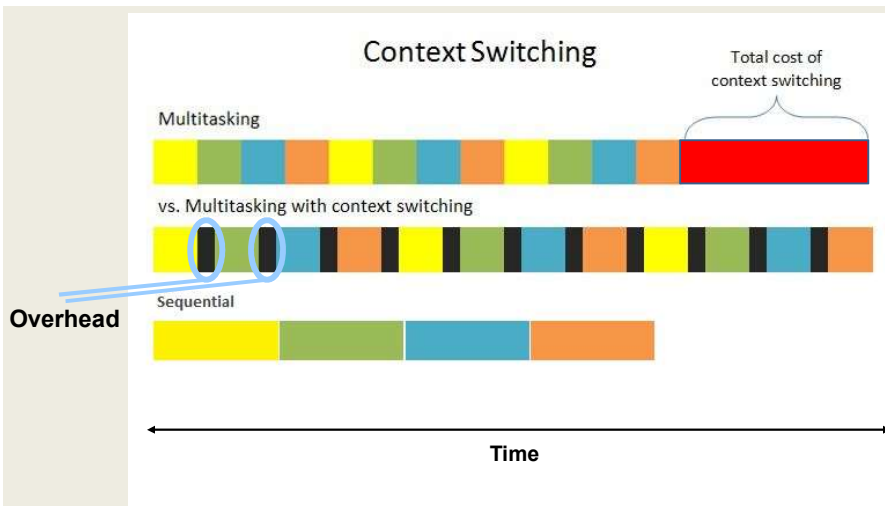 Context Switching
Total cost of
context switching
Multitasking
vs. Multitasking with context switching
Overhead
Sequential
Time